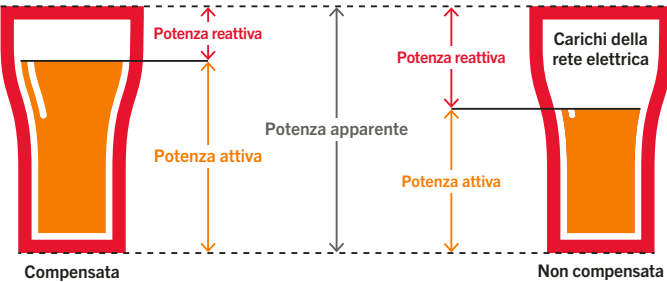 Potenza reattiva
Potenza attiva
Compensata
Potenza apparente
Potenza reattiva
Potenza attiva
Carichi della
rete elettrica
Non compensata